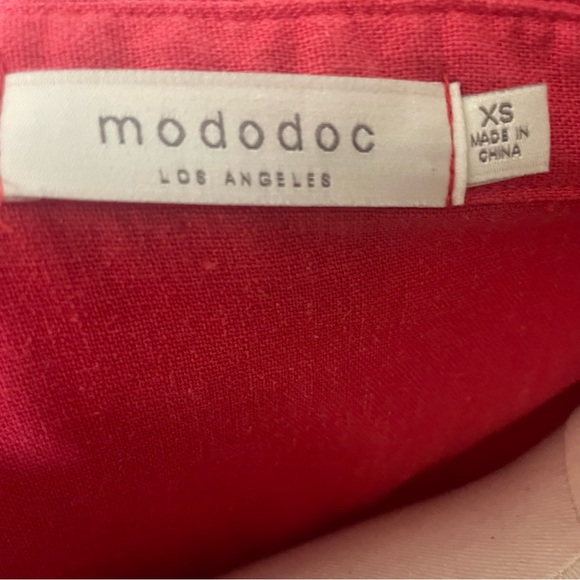 mododoc
LOS ANGELES
XS
MADE IN
CHINA